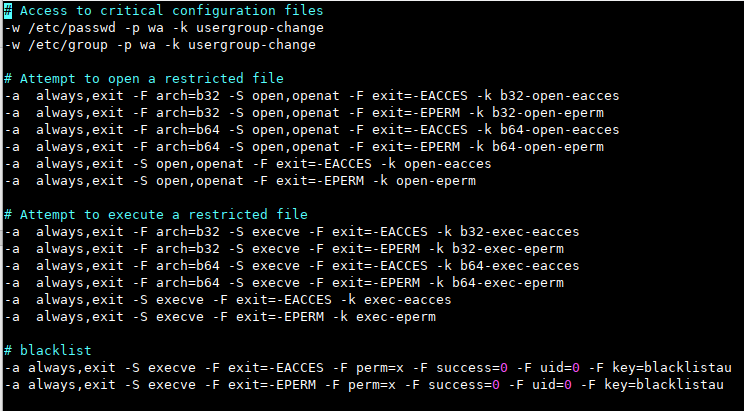 # Access to critical configuration files
-w /etc/passwd -p wa -k usergroup-change
-w /etc/group -p wa -k usergroup-change
# Attempt to open a restricted file
-a  always,exit -F arch=b32 -S open,openat -F exit=-EACCES -k b32-open-eacces
-a  always,exit -F arch=b32 -S open,openat -F exit=-EPERM -k b32-open-eperm
-a  always,exit -F arch=b64 -S open,openat -F exit=-EACCES -k b64-open-eacces
-a  always,exit -F arch=b64 -S open,openat -F exit=-EPERM -k b64-open-eperm
-a  always,exit -S open,openat -F exit=-EACCES -k open-eacces
-a  always,exit -S open,openat -F exit=-EPERM -k open-eperm
# Attempt to execute a restricted file
-a  always,exit -F arch=b32 -S execve -F exit=-EACCES -k b32-exec-eacces
-a  always,exit -F arch=b32 -S execve -F exit=-EPERM -k b32-exec-eperm
-a  always,exit -F arch=b64 -S execve -F exit=-EACCES -k b64-exec-eacces
-a  always,exit -F arch=b64 -S execve -F exit=-EPERM -k b64-exec-eperm
-a  always,exit -S execve -F exit=-EACCES -k exec-eacces
-a  always,exit -S execve -F exit=-EPERM -k exec-eperm
# blacklist
-a always,exit -S execve -F exit=-EACCES -F perm=x -F success=0 -F uid=0 -F key=blacklistau
-a always,exit -S execve -F exit=-EPERM -F perm=x -F success=0 -F uid=0 -F key=blacklistau